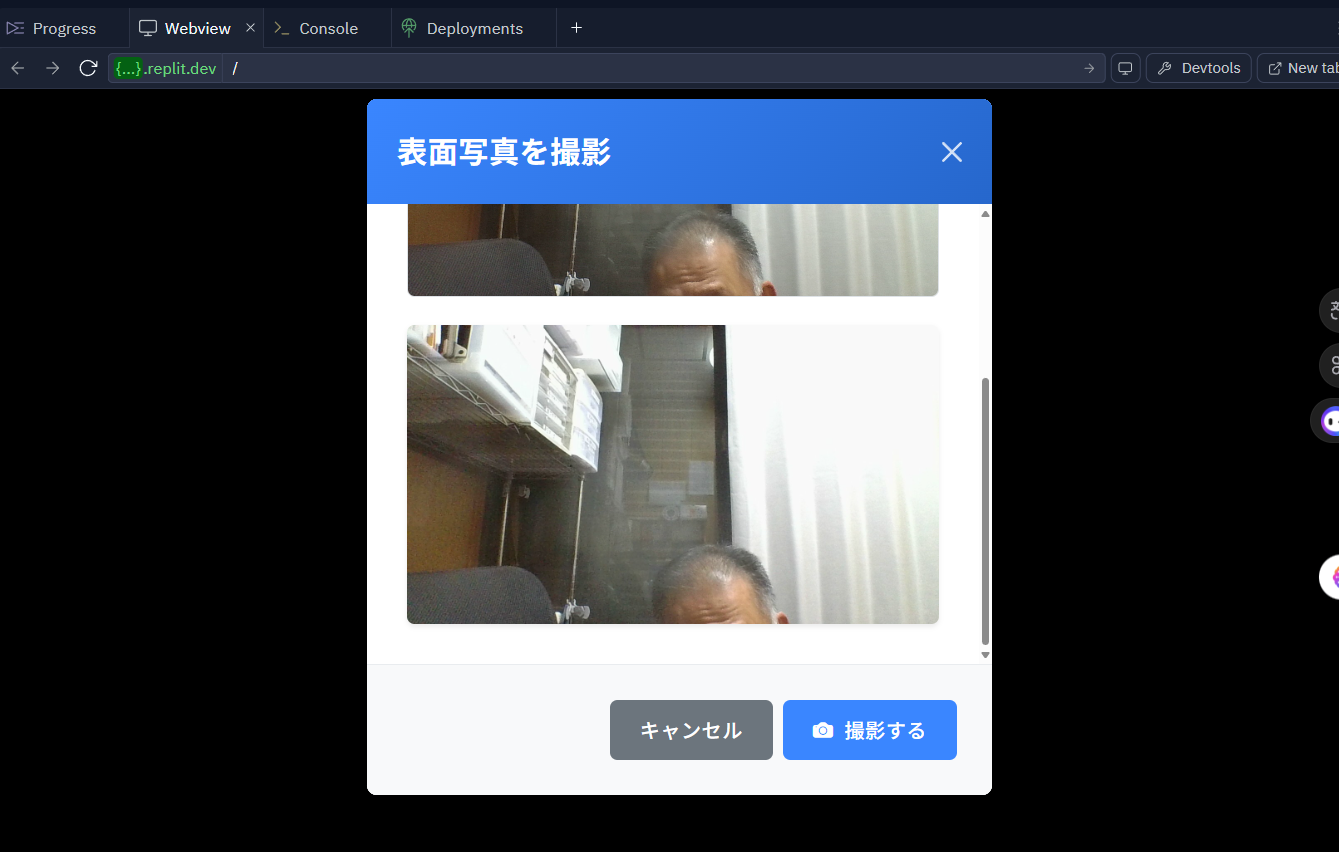 Progress
Webview
Console
Deployments
{...}.replit.dev /
Devtools
New tab
表面写真を撮影
キャンセル
撮影する